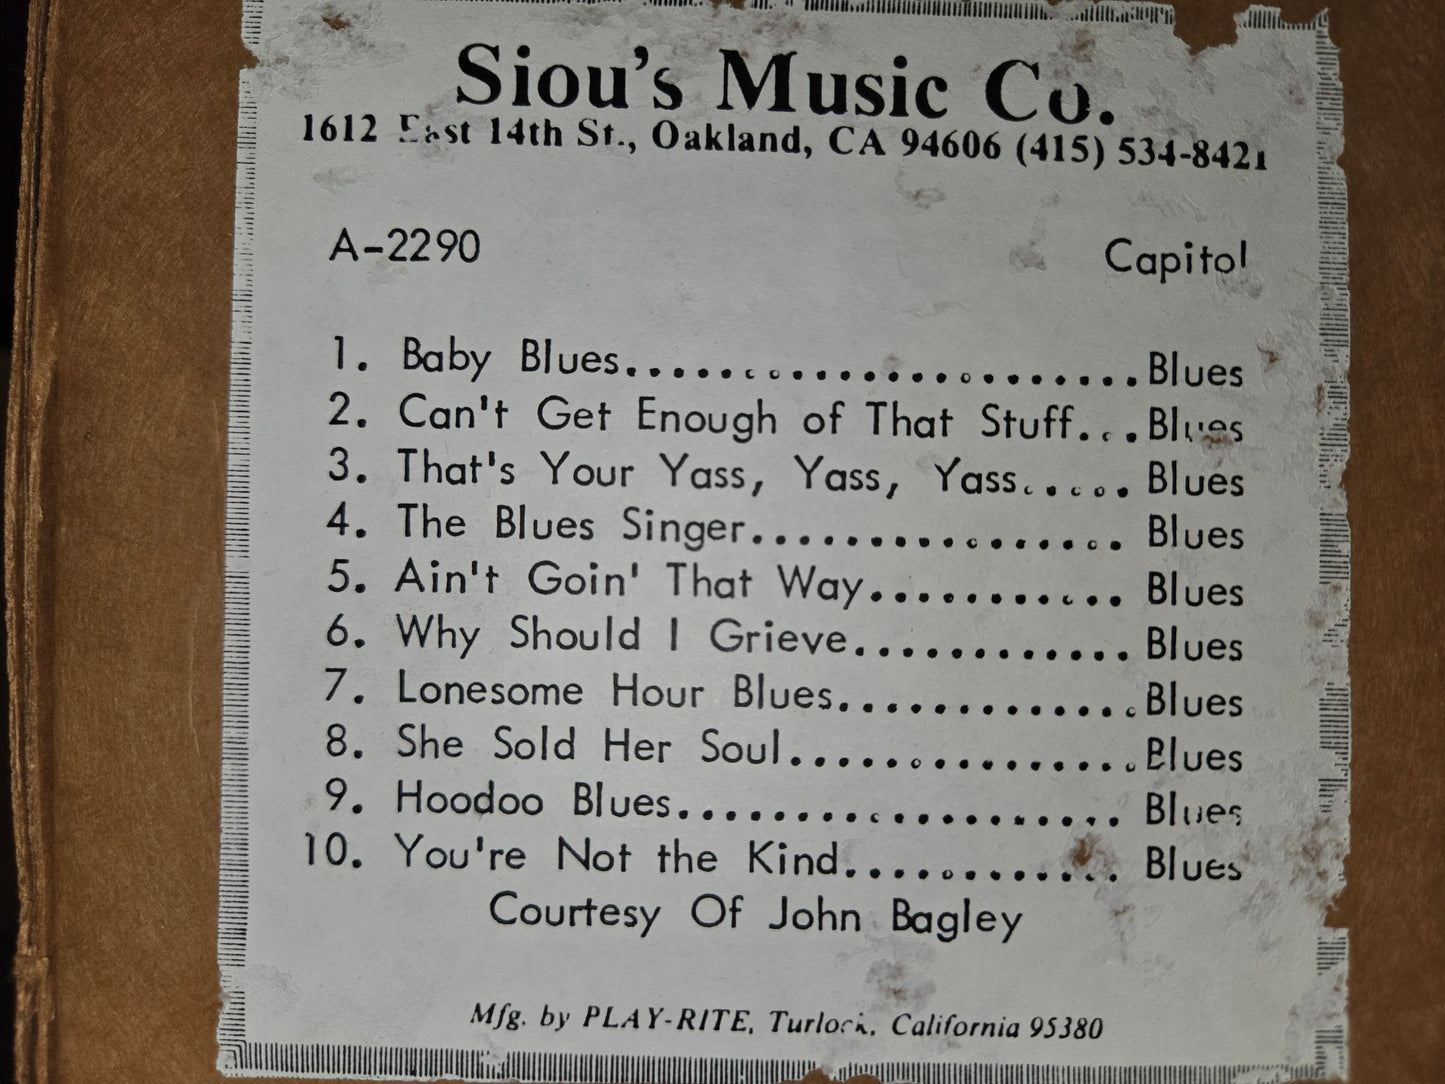 Siou's Music Co.
1612 East 14th St., Oakland, CA 94606 (415) 534-8421
A-2290 Capitol
1. Baby Blues...................... Blues
2. Can't Get Enough of That Stuff... Blues
3. That's Your Yass, Yass, Yass..... Blues
4. The Blues Singer................ Blues
5. Ain't Goin' That Way........... Blues
6. Why Should I Grieve............ Blues
7. Lonesome Hour Blues............. Blues
8. She Sold Her Soul............... Blues
9. Hoodoo Blues................... Blues
10. You're Not the Kind............ Blues
Courtesy Of John Bagley
Mfg. by PLAY-RITE, Turlock, California 95380